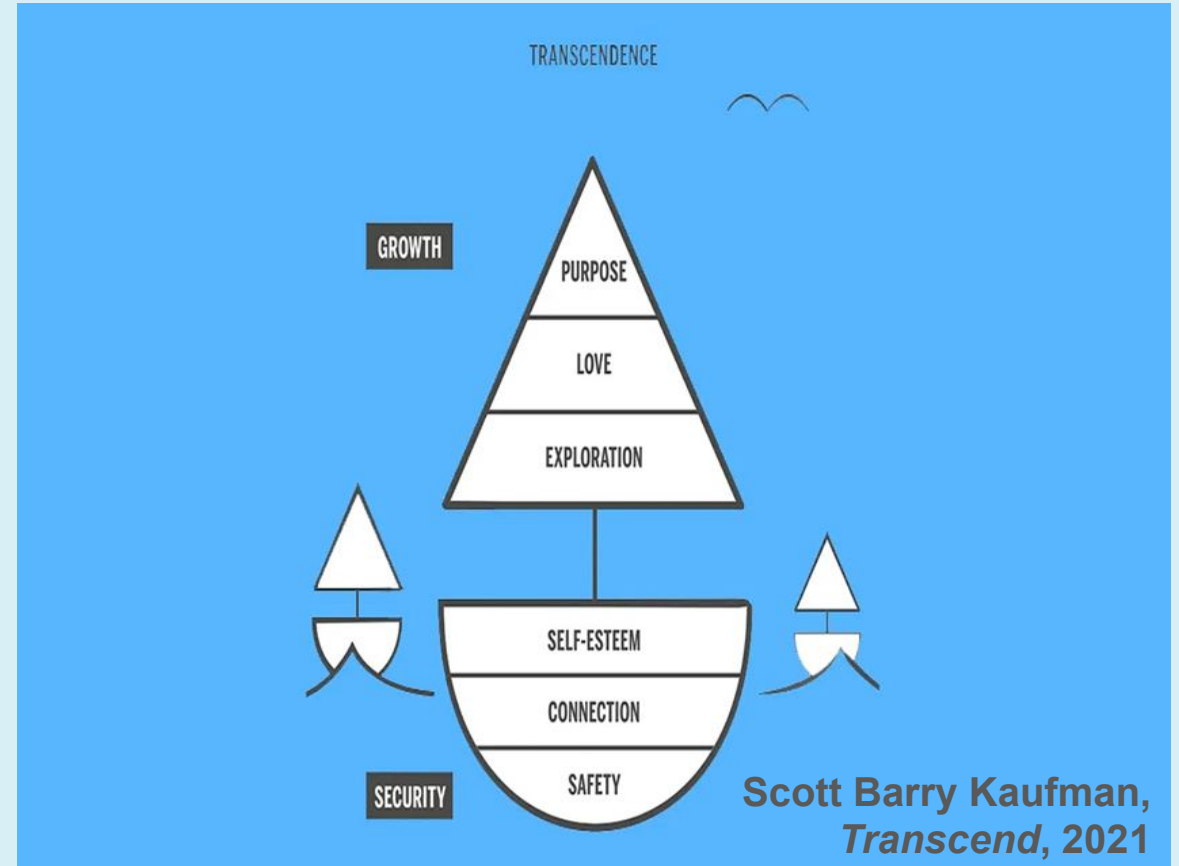 TRANSCENDENCE
GROWTH
PURPOSE
LOVE
EXPLORATION
SELF-ESTEEM
CONNECTION
SAFETY
SECURITY
Scott Barry Kaufman,
Transcend, 2021